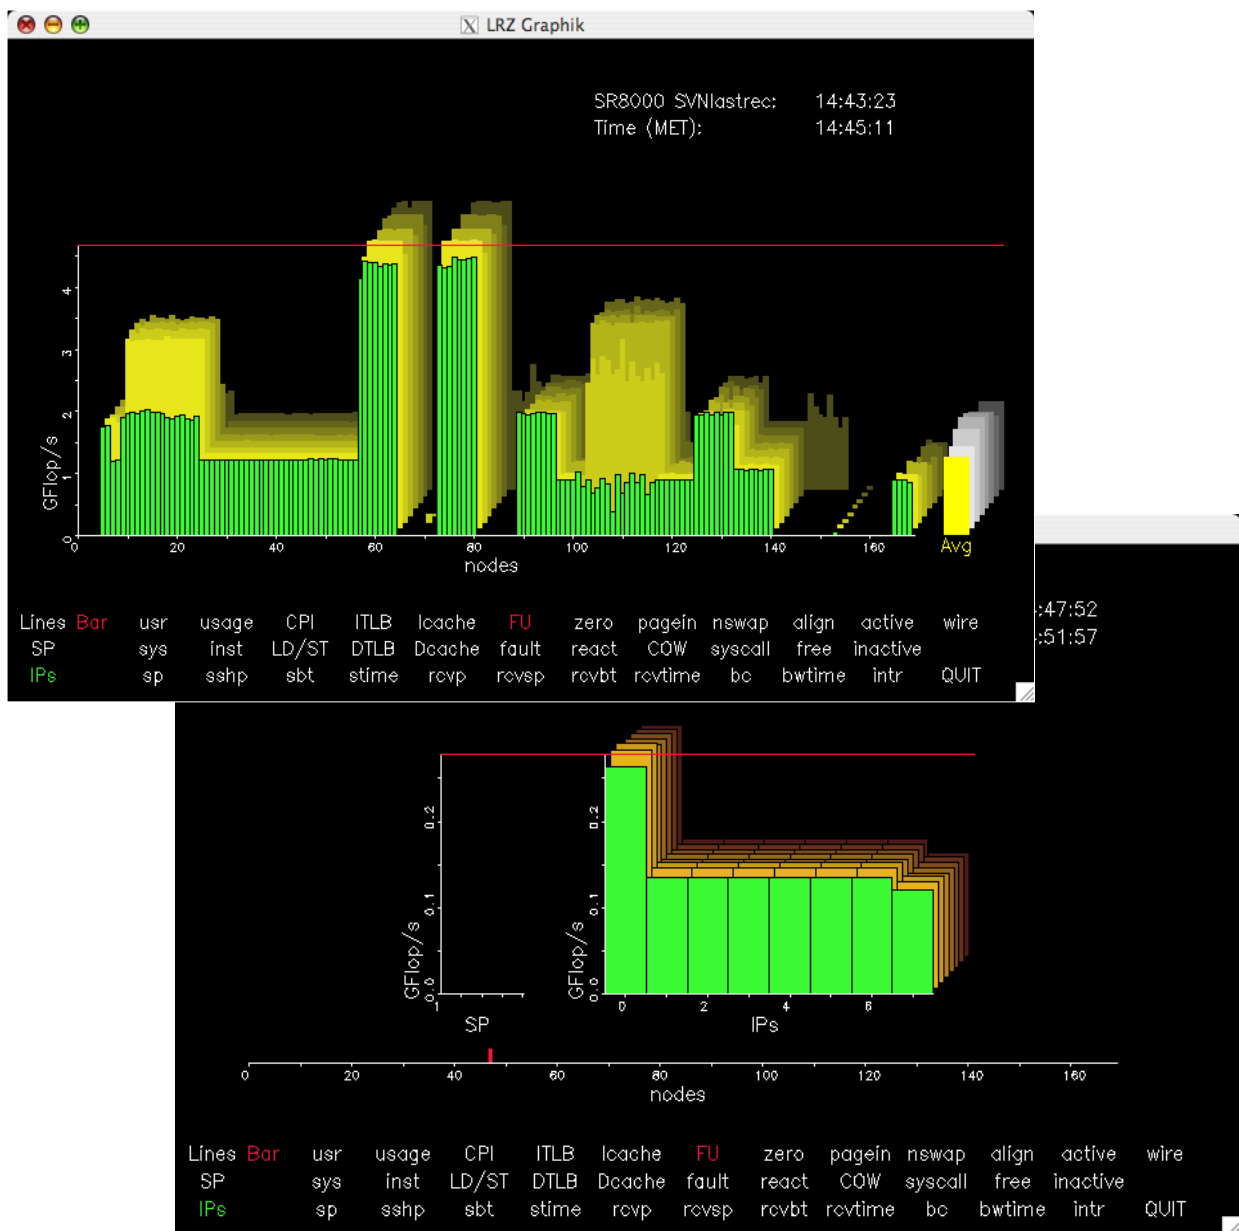 LRZ Graphik
SR8000 SVNlastrec: 14:43:23
Time (MET): 14:45:11
4
3
2
1
0
GFlop/s
20 40 60 80 100 120 140 160
Avg
nodes
Lines Bar usr usage CPI ITLB Icache FU zero pagein nswap align active wire
SP sys inst LD/ST DTLB Dcache fault react COW syscall free inactive
IPs sp sshp sbt stime rcvp rcvsp rcvbt rcvtime bc bwtime intr QUIT
:47:52
:51:57
0.2
0.1
0.0
GFlop/s
1
SP
0.2
0.1
0.0
GFlop/s
0 2 4 6
IPs
0 20 40 60 80 100 120 140 160
nodes
Lines Bar usr usage CPI ITLB Icache FU zero pagein nswap align active wire
SP sys inst LD/ST DTLB Dcache fault react COW syscall free inactive
IPs sp sshp sbt stime rcvp rcvsp rcvbt rcvtime bc bwtime intr QUIT